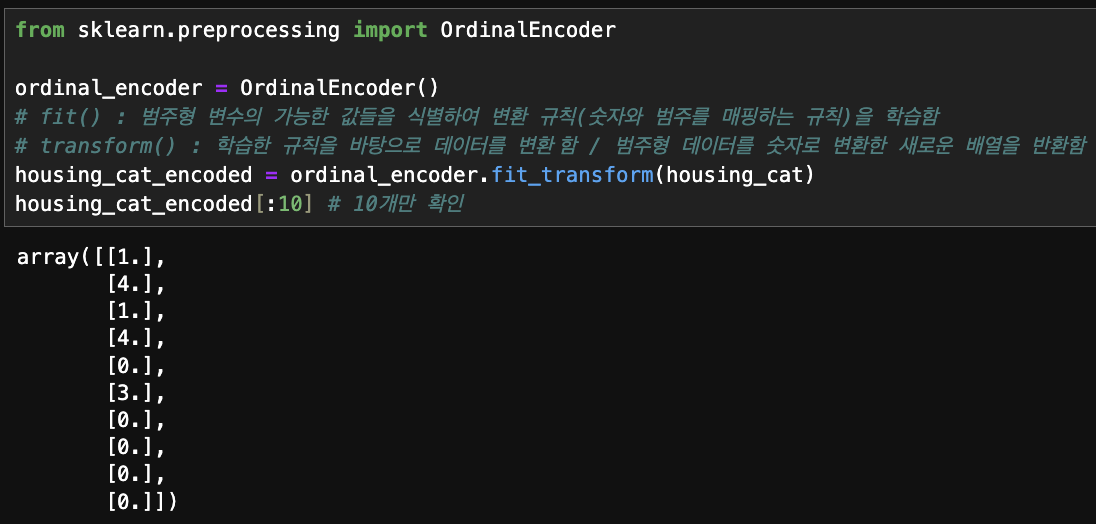 from sklearn.preprocessing import OrdinalEncoder
ordinal_encoder = OrdinalEncoder()
# fit() : 범주형 변수의 가능한 값들을 식별하여 변환 규칙(숫자와 범주를 매핑하는 규칙)을 학습함
# transform() : 학습한 규칙을 바탕으로 데이터를 변환 함 / 범주형 데이터를 숫자로 변환한 새로운 배열을 반환함
housing_cat_encoded = ordinal_encoder.fit_transform(housing_cat)
housing_cat_encoded[:10] # 10개만 확인
array([[1.],
[4.],
[1.],
[4.],
[0.],
[3.],
[0.],
[0.],
[0.],
[0.]])